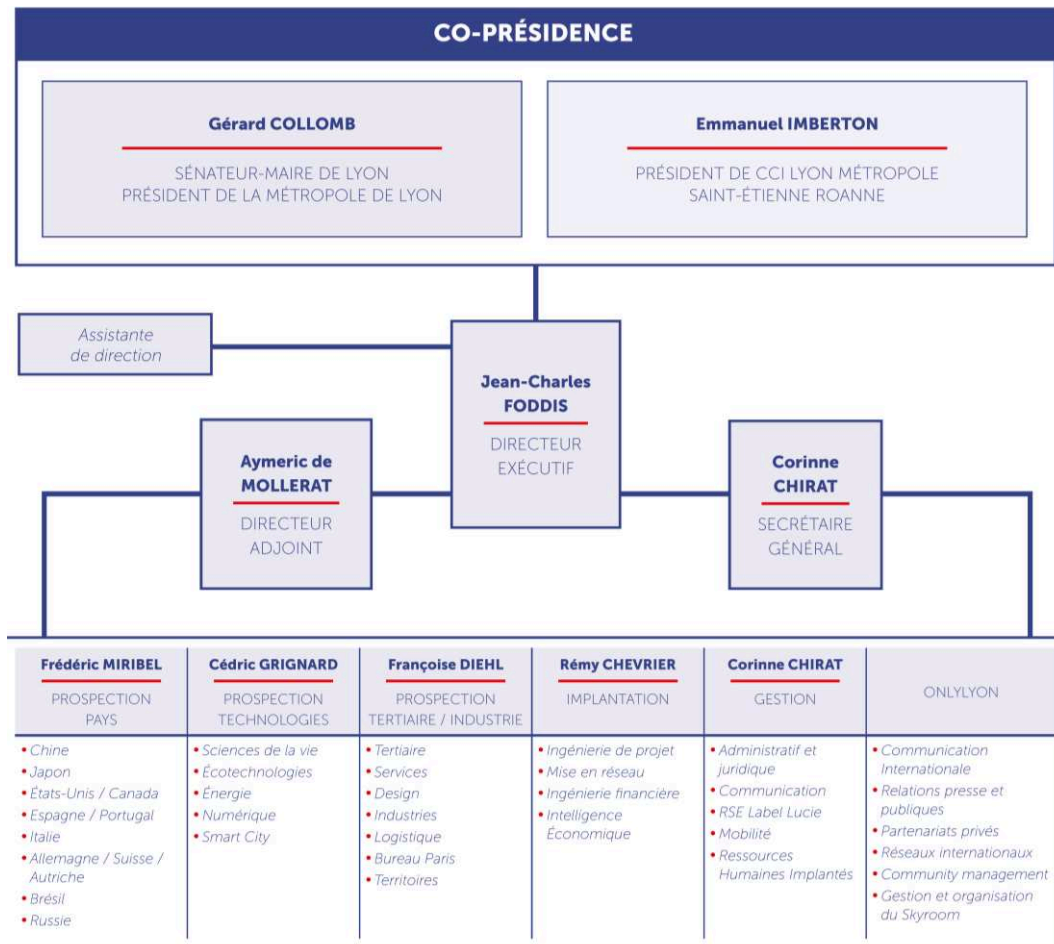 CO-PRÉSIDENCE
Gérard COLLOMB
SÉNATEUR-MAIRE DE LYON
PRÉSIDENT DE LA MÉTROPOLE DE LYON
Emmanuel IMBERTON
PRÉSIDENT DE CCI LYON MÉTROPOLE
SAINT-ÉTIENNE ROANNE
Assistante
de direction
Jean-Charles
FODDIS
DIRECTEUR
EXÉCUTIF
Aymeric de
MOLLERAT
DIRECTEUR
ADJOINT
Corinne
CHIRAT
SECRÉTAIRE
GÉNÉRAL
Frédéric MIRIBEL
PROSPECTION
PAYS
• Chine
• Japon
• États-Unis / Canada
• Espagne / Portugal
• Italie
• Allemagne / Suisse /
Autriche
• Brésil
• Russie
Cédric GRIGNARD
PROSPECTION
TECHNOLOGIES
• Sciences de la vie
• Écotechnologies
• Énergie
• Numérique
• Smart City
Françoise DIEHL
PROSPECTION
TERTIAIRE / INDUSTRIE
• Tertiaire
• Services
• Design
• Industries
• Logistique
• Bureau Paris
• Territoires
Rémy CHEVRIER
IMPLANTATION
• Ingénierie de projet
• Mise en réseau
• Ingénierie financière
• Intelligence
Économique
Corinne CHIRAT
GESTION
• Administratif et
juridique
• Communication
• RSE Label Lucie
• Mobilité
• Ressources
Humaines Implantés
ONLYLYON
• Communication
Internationale
• Relations presse et
publiques
• Partenariats privés
• Réseaux internationaux
• Community management
• Gestion et organisation
du Skyroom